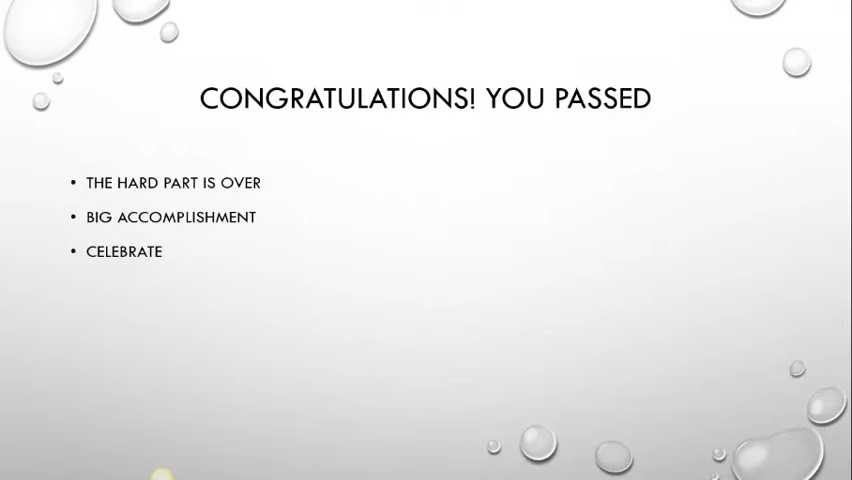 CONGRATULATIONS! YOU PASSED
• THE HARD PART IS OVER
• BIG ACCOMPLISHMENT
• CELEBRATE